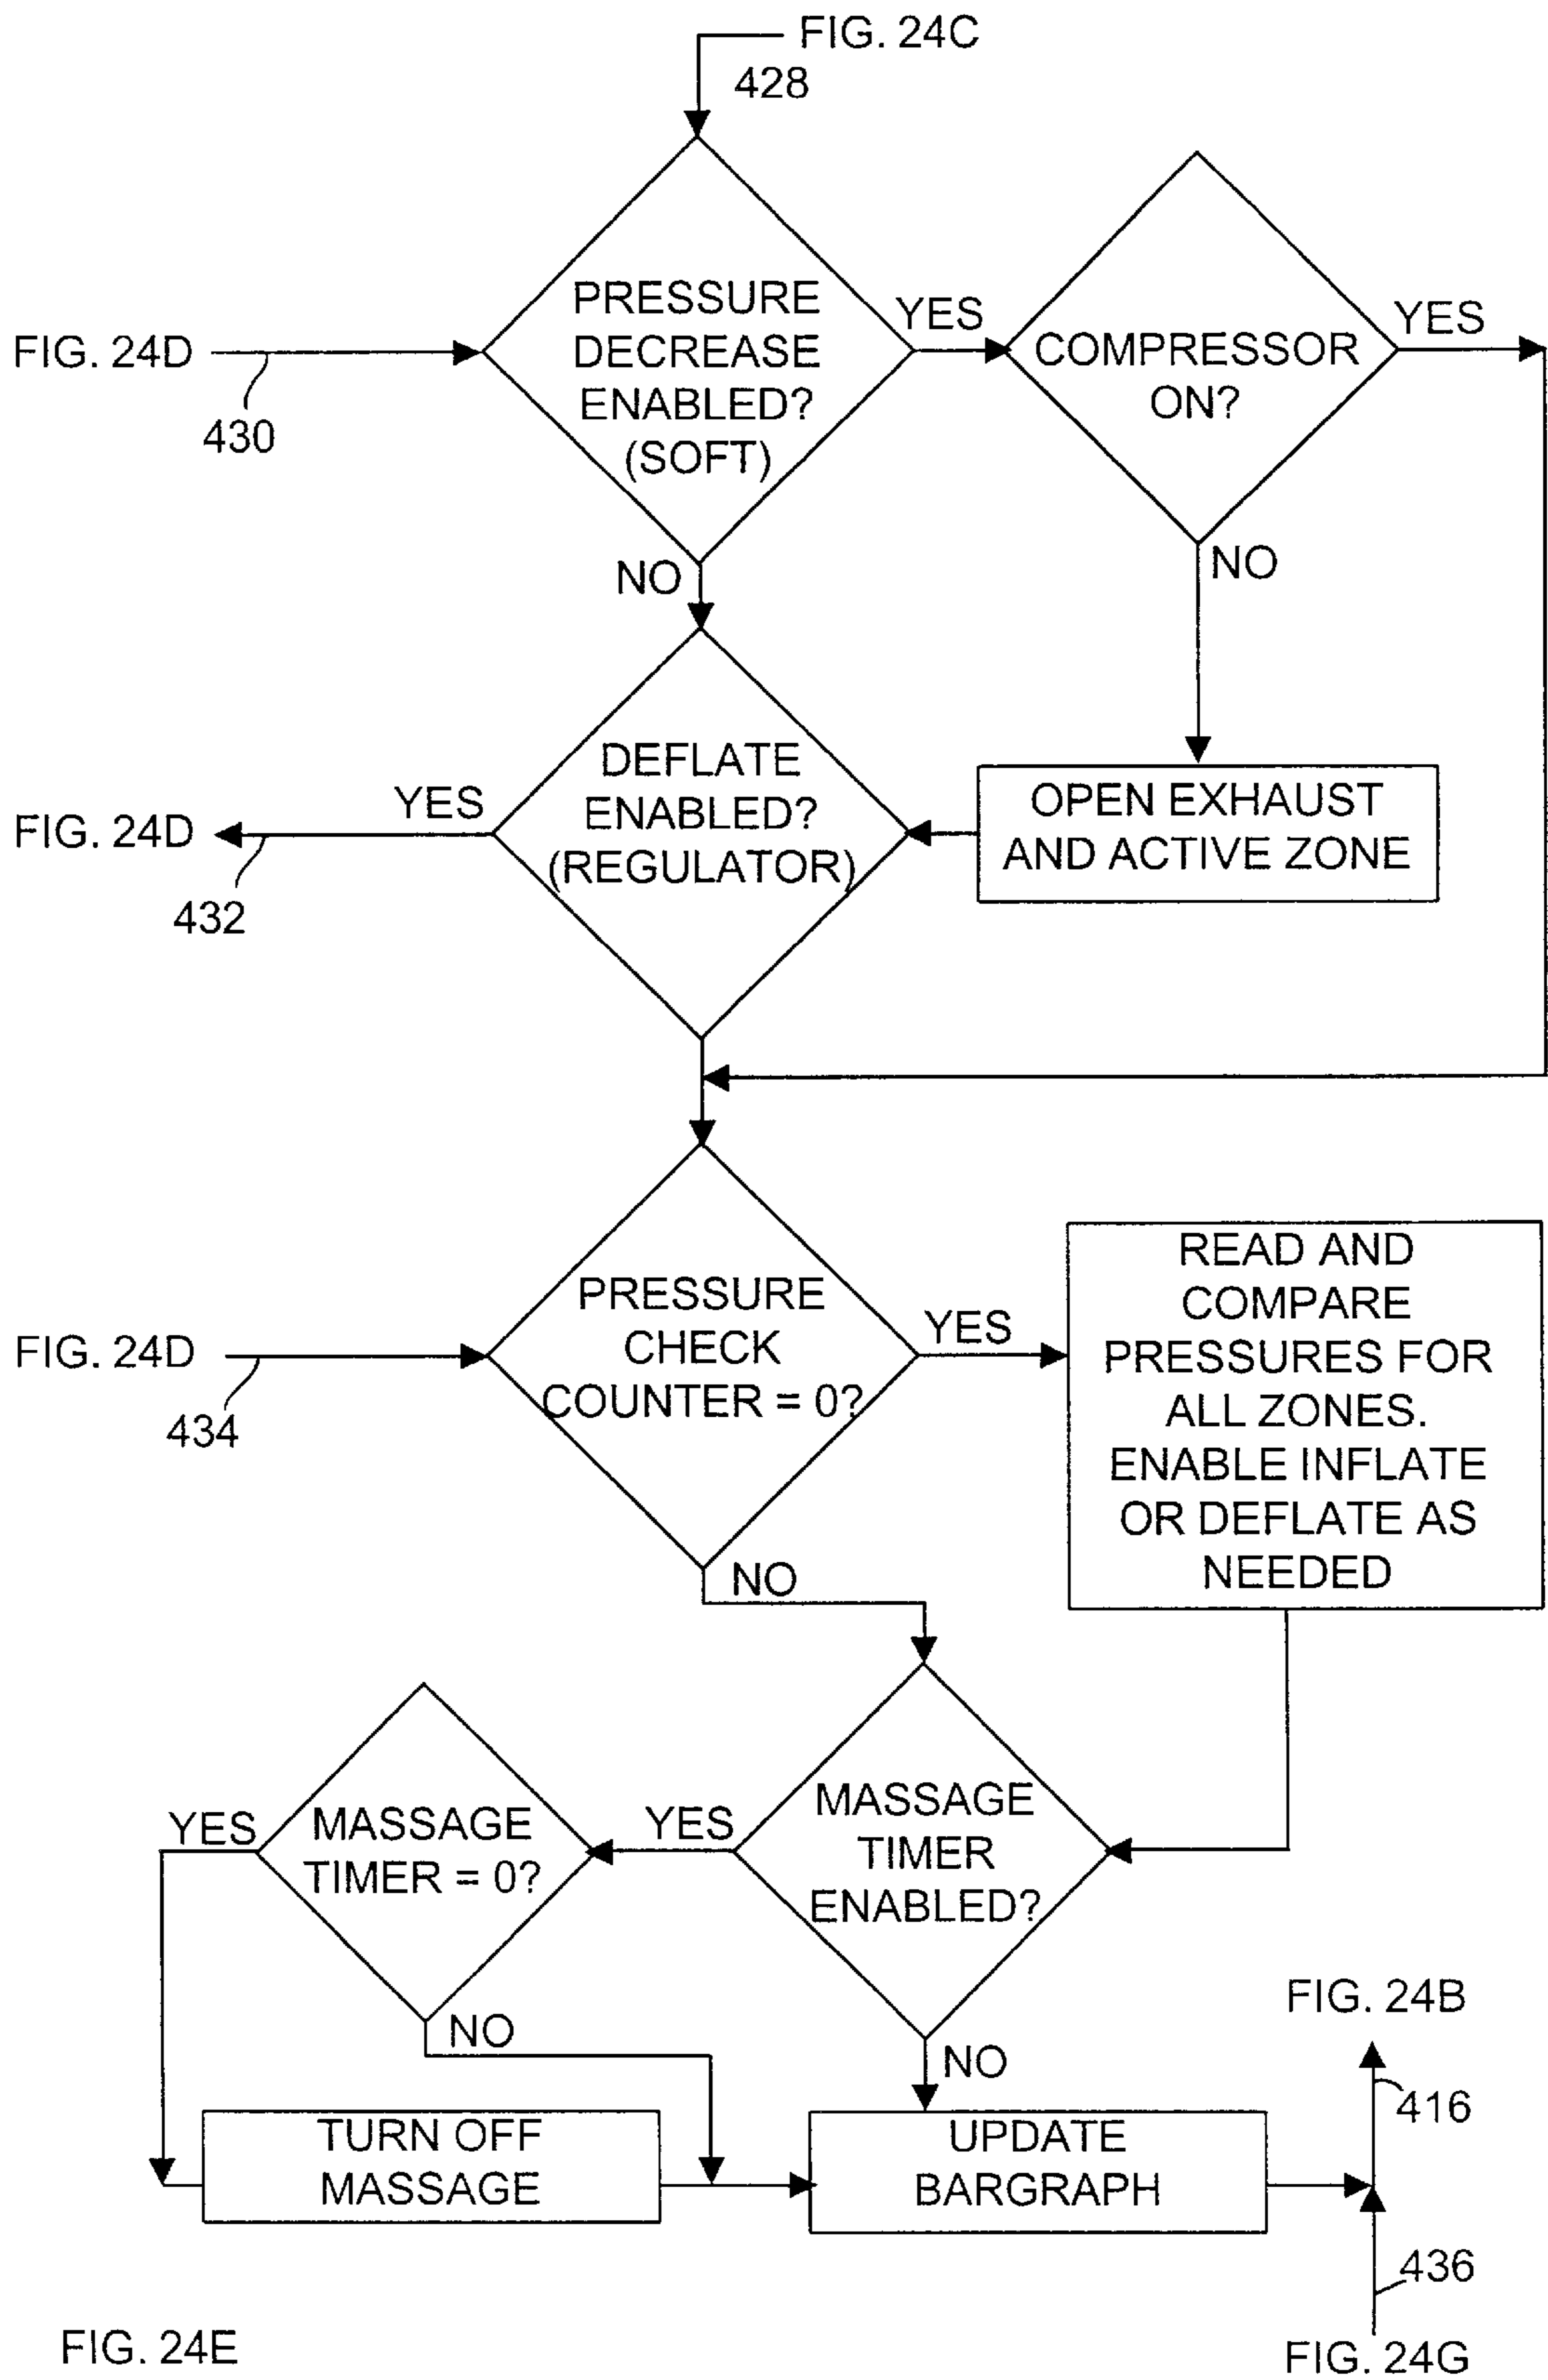 FIG. 24C
428
PRESSURE
DECREASE
ENABLED?
(SOFT)
YES
COMPRESSOR
ON?
YES
FIG. 24D
430
NO
NO
DEFLATE
ENABLED?
(REGULATOR)
YES
FIG. 24D
432
OPEN EXHAUST
AND ACTIVE ZONE
PRESSURE
CHECK
COUNTER = 0?
YES
FIG. 24D
434
READ AND
COMPARE
PRESSURES FOR
ALL ZONES.
ENABLE INFLATE
OR DEFLATE AS
NEEDED
NO
MASSAGE
TIMER
ENABLED?
YES
MASSAGE
TIMER = 0?
YES
NO
NO
TURN OFF
MASSAGE
UPDATE
BARGRAPH
FIG. 24B
416
436
FIG. 24G
FIG. 24E